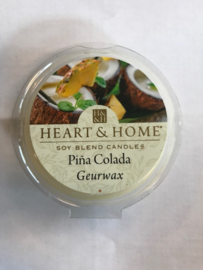 HEART & HOME
SOY BLEND CANDLES
Piña Colada
Geurwax